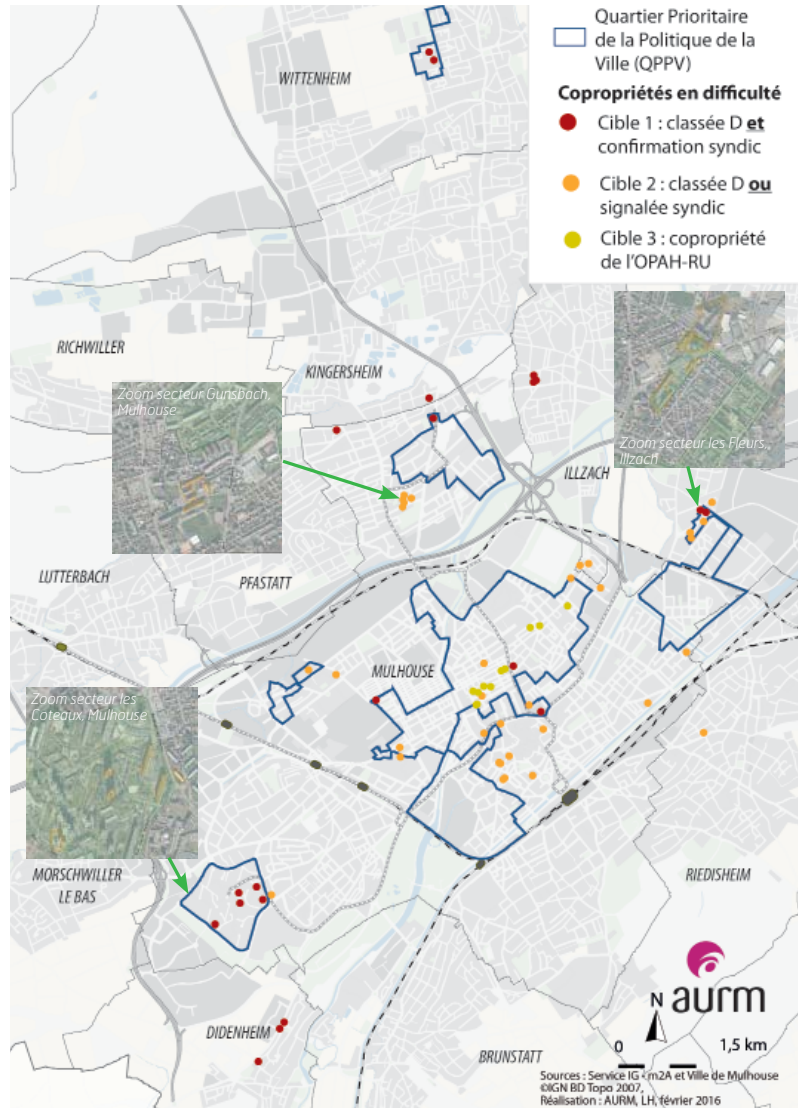 Quartier Prioritaire
de la Politique de la
Ville (QPPV)
Copropriétés en difficulté
Cible 1 : classée D et
confirmation syndic
Cible 2 : classée D ou
signalée syndic
Cible 3 : copropriété
de l'OPAH-RU
WITTENHEIM
RICHWILLER
KINGERSHEIM
Zoom secteur Gunsbach,
Mulhouse
Zoom secteur les Fleurs,
Illzach
ILLZACH
LUTTERBACH
PFASTATT
MULHOUSE
Zoom secteur les
Coteaux, Mulhouse
MORSCHWILLER
LE BAS
RIEDISHEIM
DIDENHEIM
BRUNSTATT
aurm
N
0 1,5 km
Sources : Service IG - m2A et Ville de Mulhouse
©IGN BD Topo 2007,
Réalisation : AURM, LH, février 2016